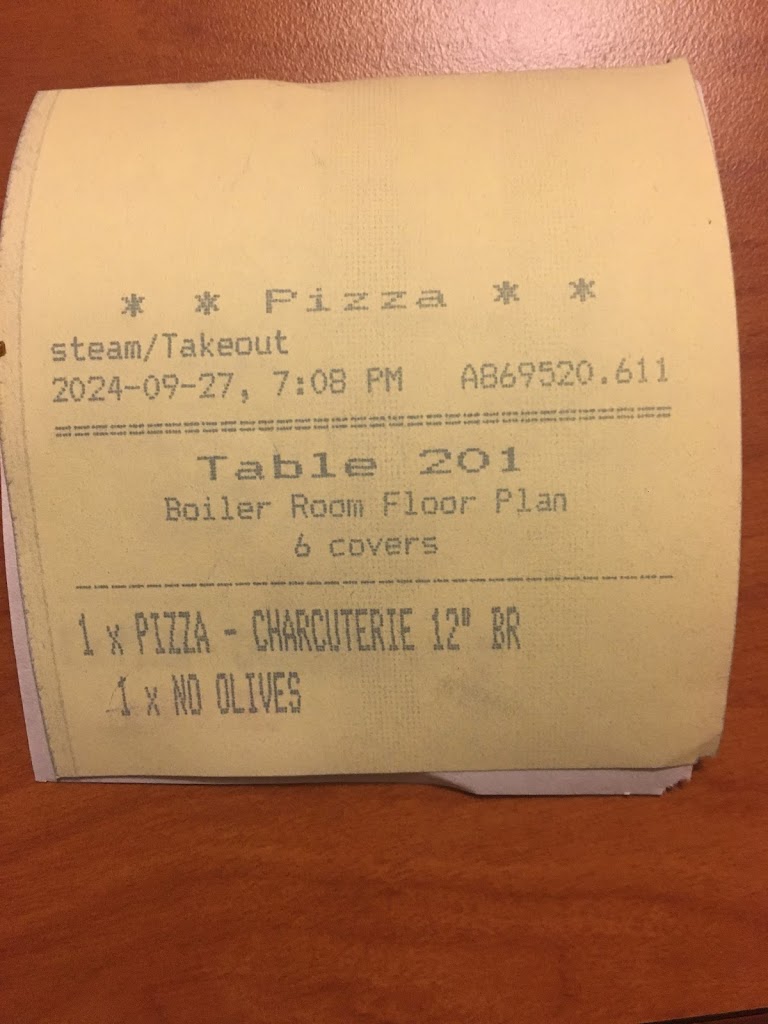 * * Pizza * *
steam/Takeout
2024-09-27, 7:08 PM A869520.611
Table 201
Boiler Room Floor Plan
6 covers
1 x PIZZA - CHARCUTERIE 12" BR
1 x NO OLIVES